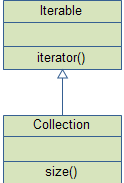 Iterable
iterator()
Collection
size()